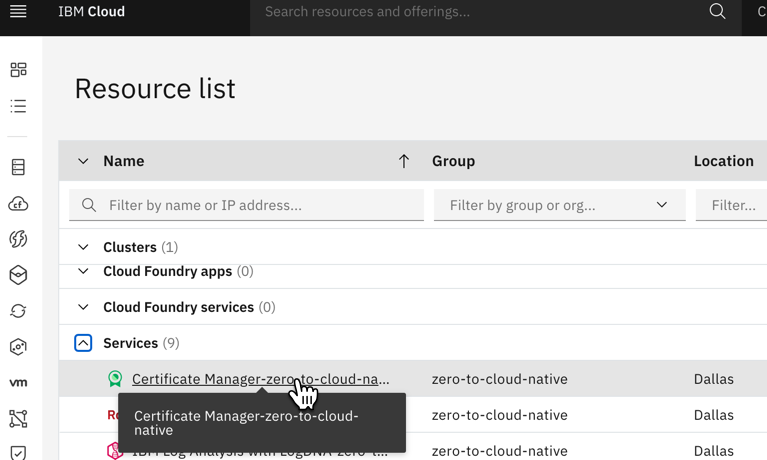 IBM Cloud
Search resources and offerings...
C
Resource list
Name
Group
Location
Filter by name or IP address...
Filter by group or org...
Filter...
Clusters (1)
Cloud Foundry apps (0)
Cloud Foundry services (0)
Services (9)
Certificate Manager-zero-to-cloud-na...
zero-to-cloud-native
Dallas
Certificate Manager-zero-to-cloud-
native
zero-to-cloud-native
Dallas
IBM Log Analysis with LogDNA-zero-t...
zero-to-cloud-native
Dallas
cf
vm